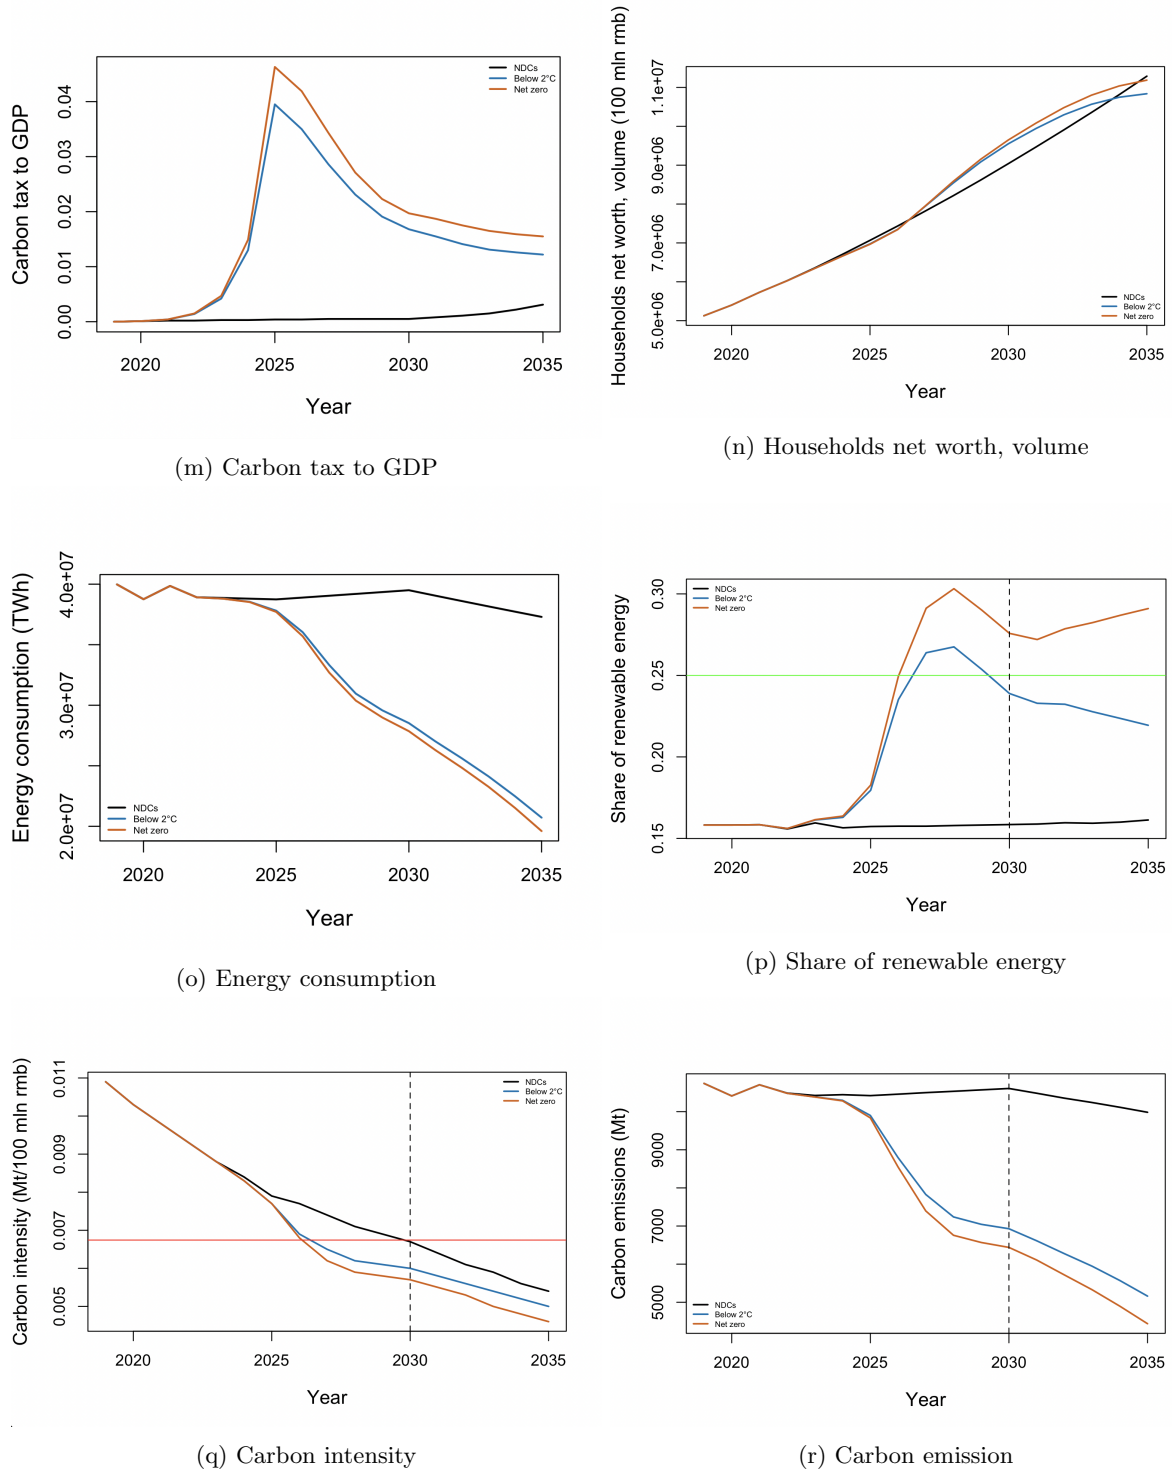 Carbon tax to GDP
0.00
0.01
0.02
0.03
0.04
NDCs
Below 2°C
Net zero
2020
2025
2030
2035
Year
(m) Carbon tax to GDP
Households net worth, volume (100 mln rmb)
5.0e+06
7.0e+06
9.0e+06
1.1e+07
NDCs
Below 2°C
Net zero
2020
2025
2030
2035
Year
(n) Households net worth, volume
Energy consumption (TWh)
2.0e+07
3.0e+07
4.0e+07
NDCs
Below 2°C
Net zero
2020
2025
2030
2035
Year
(o) Energy consumption
Share of renewable energy
0.15
0.20
0.25
0.30
NDCs
Below 2°C
Net zero
2020
2025
2030
2035
Year
(p) Share of renewable energy
Carbon intensity (Mt/100 mln rmb)
0.005
0.007
0.009
0.011
NDCs
Below 2°C
Net zero
2020
2025
2030
2035
Year
(q) Carbon intensity
Carbon emissions (Mt)
5000
7000
9000
NDCs
Below 2°C
Net zero
2020
2025
2030
2035
Year
(r) Carbon emission